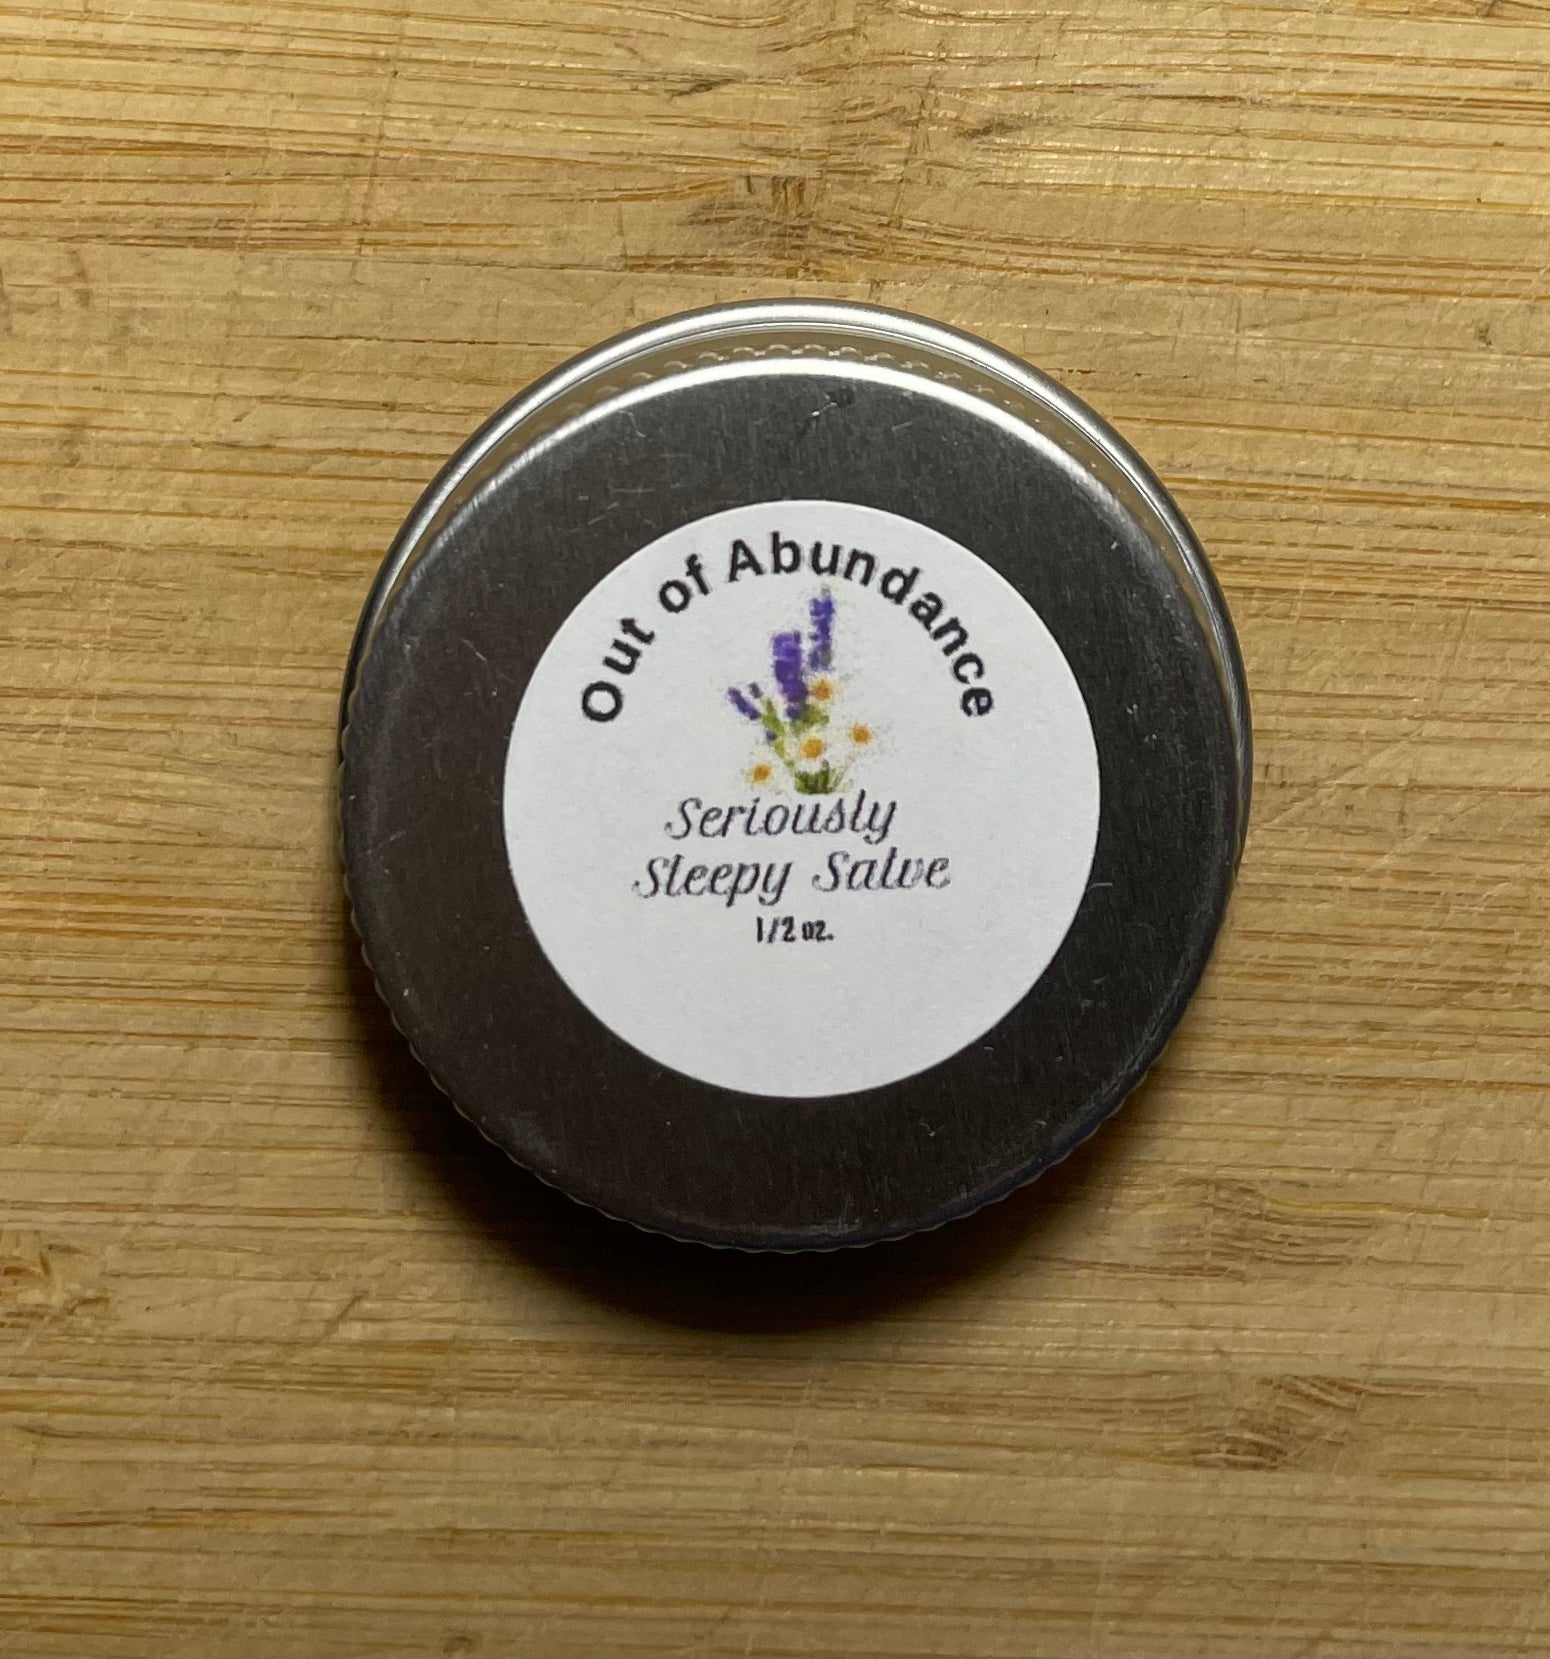 Out of Abundance
Seriously
Sleepy Salve
1/2 oz.